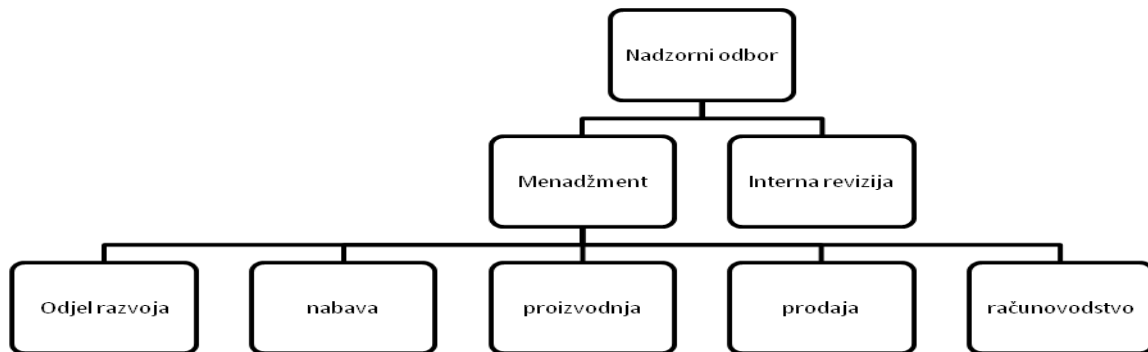 Nadzorni odbor
Menadžment
Interna revizija
Odjel razvoja
nabava
proizvodnja
prodaja
računovodstvo